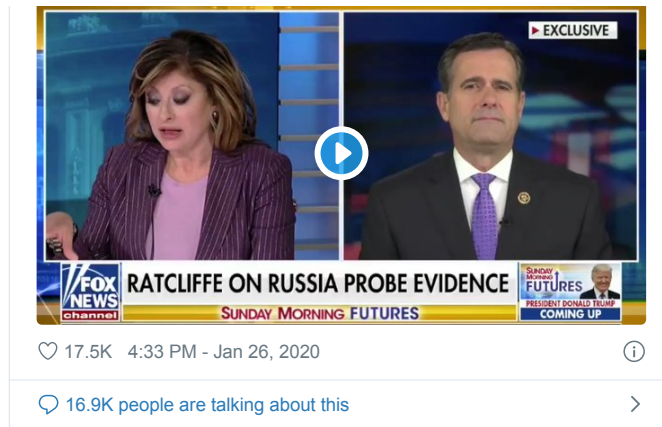 EXCLUSIVE
FOX
NEWS
channel
RATCLIFFE ON RUSSIA PROBE EVIDENCE
SUNDAY MORNING FUTURES
SUNDAY
MORNING
FUTURES
PRESIDENT DONALD TRUMP
COMING UP
17.5K 4:33 PM - Jan 26, 2020
16.9K people are talking about this